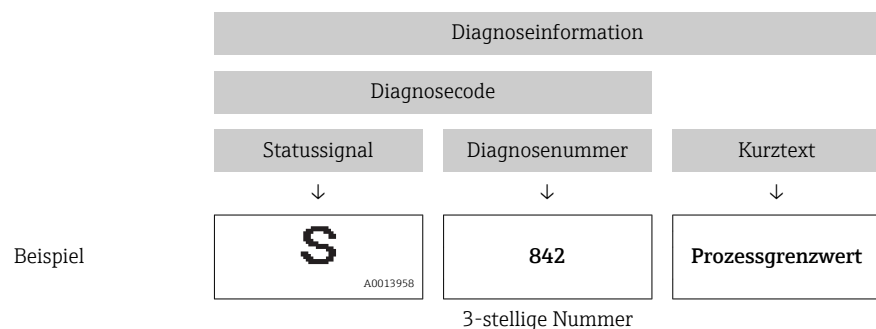 Diagnoseinformation
Diagnosecode
Statussignal Diagnosenummer Kurztext
↓ ↓ ↓
Beispiel S 842 Prozessgrenzwert
A0013958
3-stellige Nummer